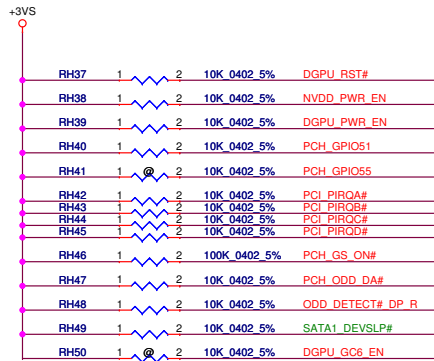 +3VS
RH37 1 2 10K_0402_5% DGPU_RST#
RH38 1 2 10K_0402_5% NVDD_PWR_EN
RH39 1 2 10K_0402_5% DGPU_PWR_EN
RH40 1 2 10K_0402_5% PCH_GPIO51
RH41 1 @ 2 10K_0402_5% PCH_GPIO55
RH42 1 2 10K_0402_5% PCI_PIRQA#
RH43 1 2 10K_0402_5% PCI_PIRQB#
RH44 1 2 10K_0402_5% PCI_PIRQC#
RH45 1 2 10K_0402_5% PCI_PIRQD#
RH46 1 2 100K_0402_5% PCH_GS_ON#
RH47 1 2 10K_0402_5% PCH_ODD_DA#
RH48 1 2 10K_0402_5% ODD_DETECT#_DP_R
RH49 1 2 10K_0402_5% SATA1_DEVSLP#
RH50 1 @ 2 10K_0402_5% DGPU_GC6_EN